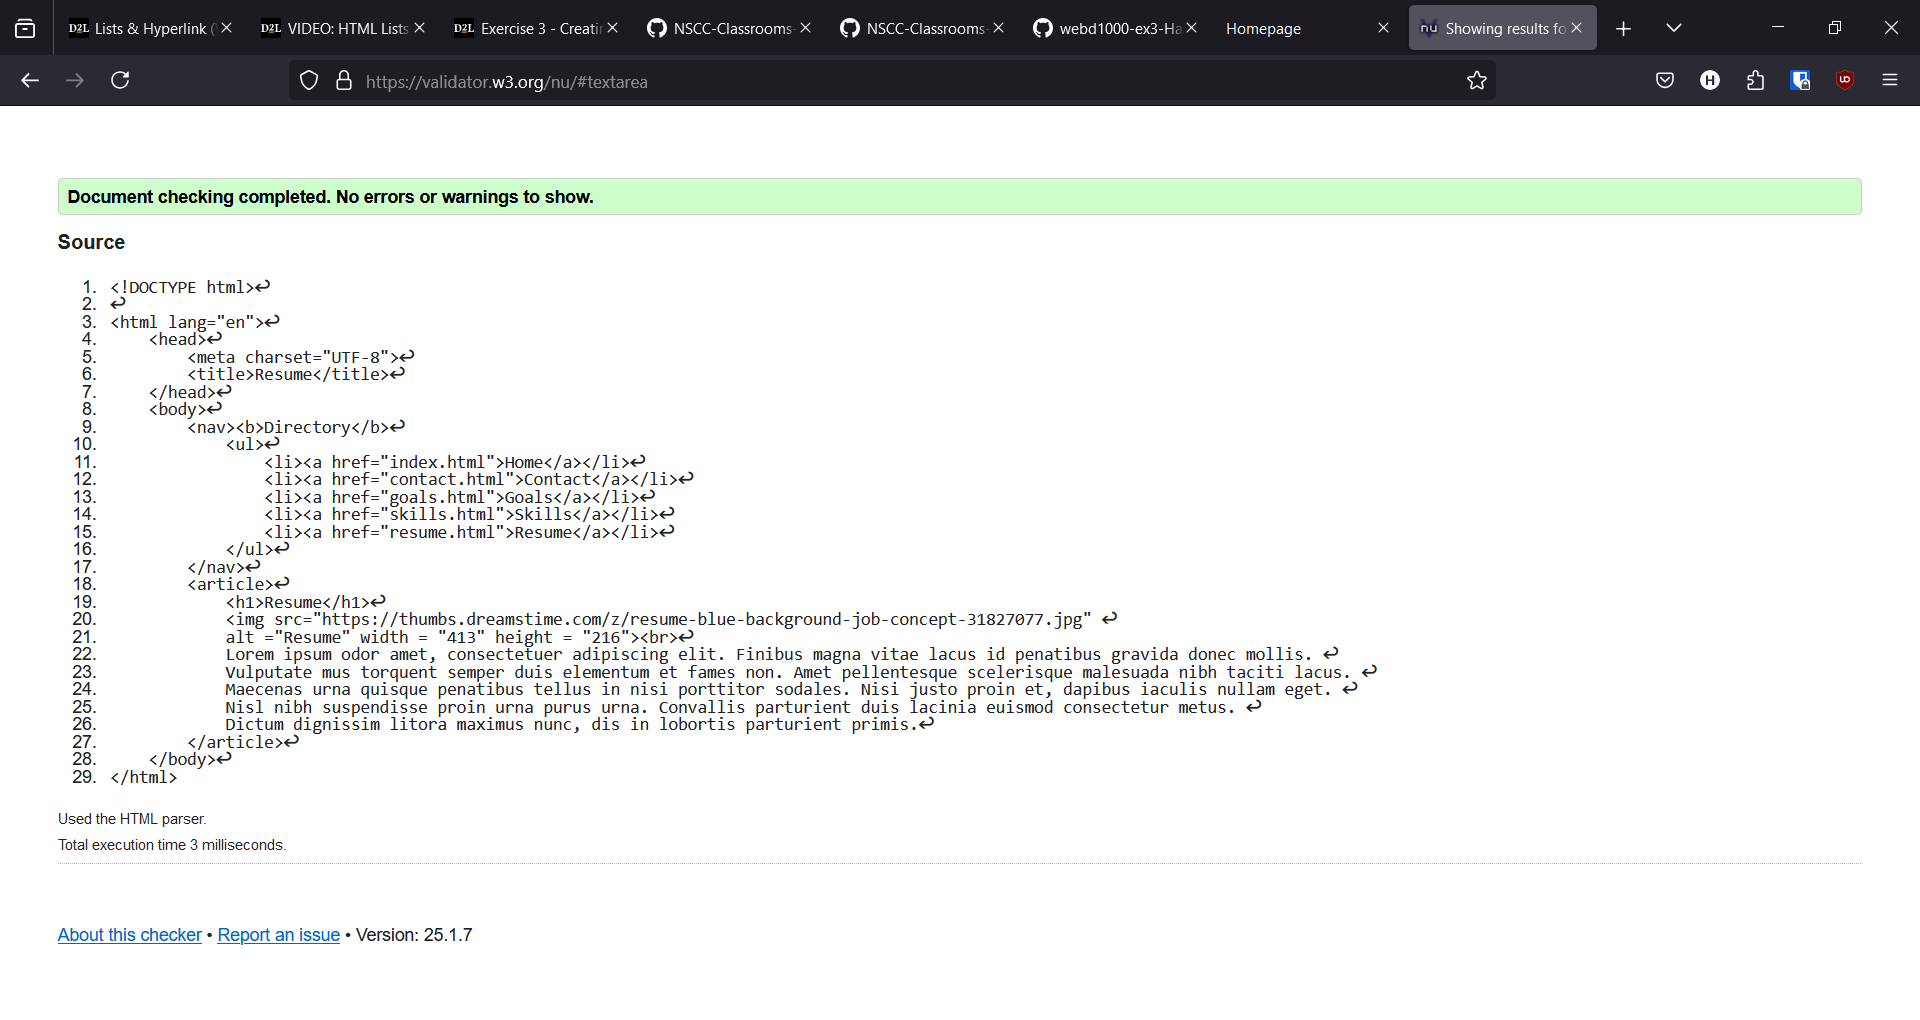 Lists & Hyperlink (
VIDEO: HTML Lists
Exercise 3 - Creati
NSCC-Classrooms-
NSCC-Classrooms-
webd1000-ex3-Ha
Homepage
Showing results fo
https://validator.w3.org/nu/#textarea
Document checking completed. No errors or warnings to show.
Source
1. <!DOCTYPE html>↩
2. ↩
3. <html lang="en">↩
4.     <head>↩
5.         <meta charset="UTF-8">↩
6.         <title>Resume</title>↩
7.     </head>↩
8.     <body>↩
9.         <nav><b>Directory</b>↩
10.             <ul>↩
11.                 <li><a href="index.html">Home</a></li>↩
12.                 <li><a href="contact.html">Contact</a></li>↩
13.                 <li><a href="goals.html">Goals</a></li>↩
14.                 <li><a href="skills.html">Skills</a></li>↩
15.                 <li><a href="resume.html">Resume</a></li>↩
16.             </ul>↩
17.         </nav>↩
18.         <article>↩
19.             <h1>Resume</h1>↩
20.             <img src="https://thumbs.dreamstime.com/z/resume-blue-background-job-concept-31827077.jpg" ↩
21.             alt ="Resume" width = "413" height = "216"><br>↩
22.             Lorem ipsum odor amet, consectetuer adipiscing elit. Finibus magna vitae lacus id penatibus gravida donec mollis. ↩
23.             Vulputate mus torquent semper duis elementum et fames non. Amet pellentesque scelerisque malesuada nibh taciti lacus. ↩
24.             Maecenas urna quisque penatibus tellus in nisi porttitor sodales. Nisi justo proin et, dapibus iaculis nullam eget. ↩
25.             Nisl nibh suspendisse proin urna purus urna. Convallis parturient duis lacinia euismod consectetur metus. ↩
26.             Dictum dignissim litora maximus nunc, dis in lobortis parturient primis.↩
27.         </article>↩
28.     </body>↩
29. </html>
Used the HTML parser.
Total execution time 3 milliseconds.
About this checker • Report an issue • Version: 25.1.7